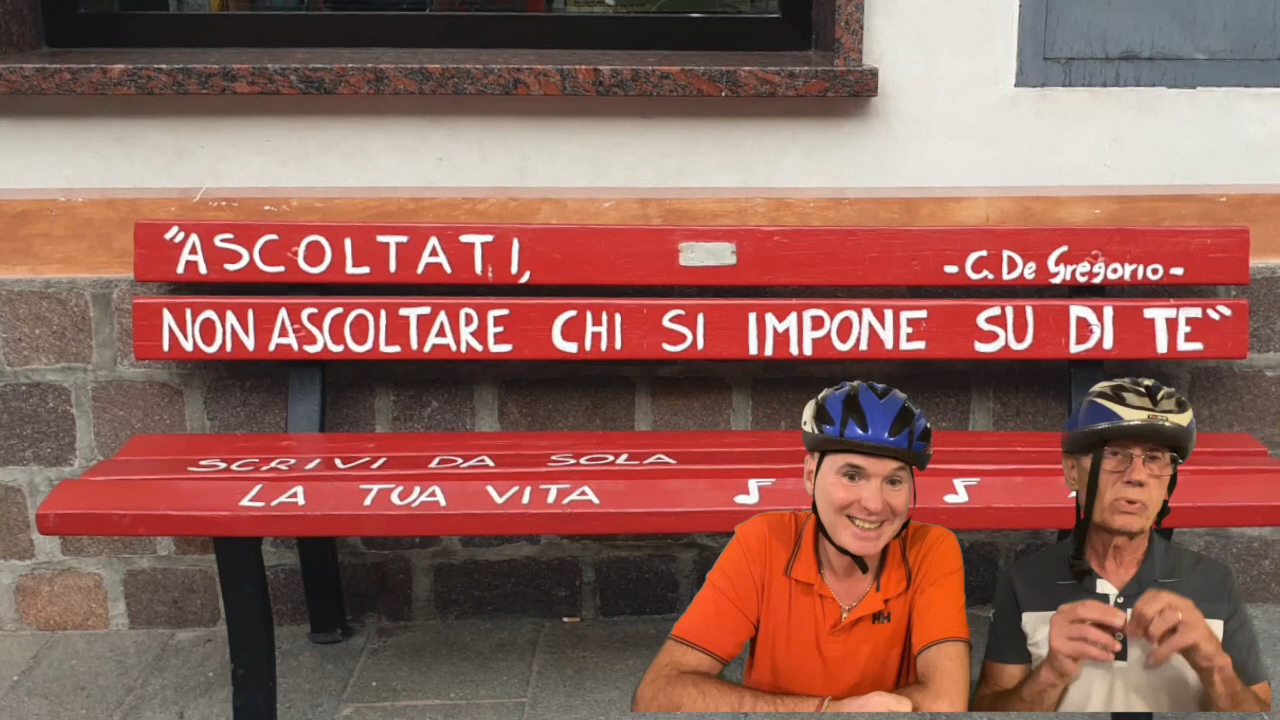 "ASCOLTATI,
-C. De Gregorio-
NON ASCOLTARE CHI SI IMPONE SU DI TE"
SCRIVI DA SOLA
LA TUA VITA
HH